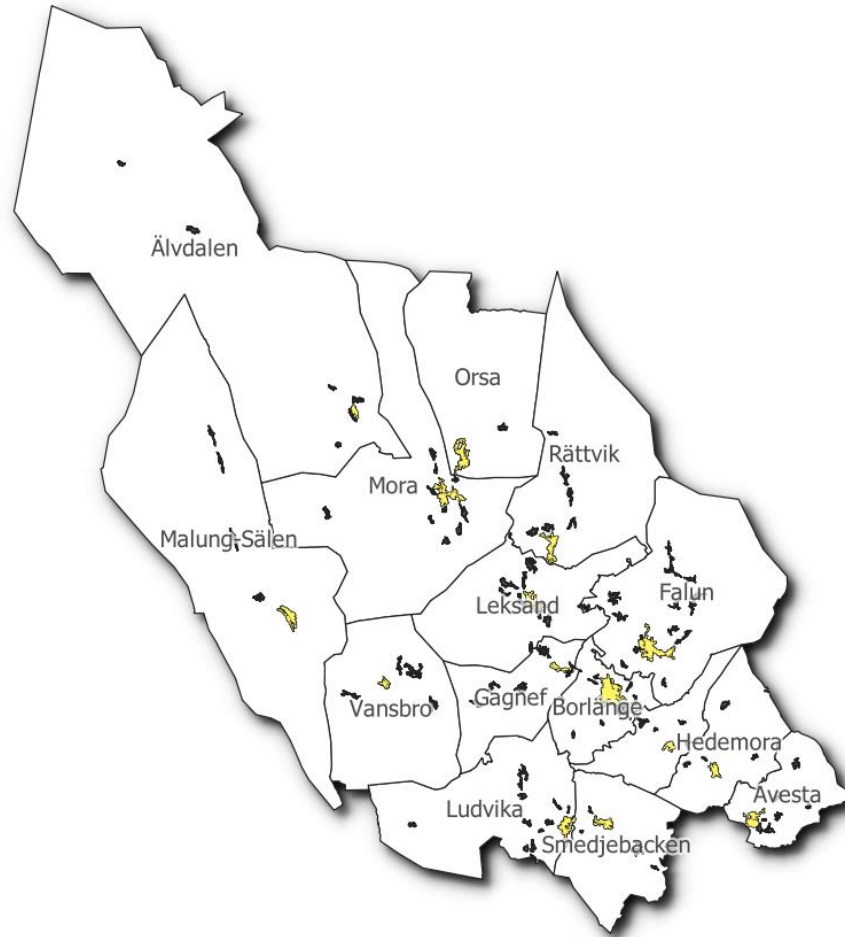 Älvdalen
Orsa
Rättvik
Mora
Malung-Sälen
Falun
Leksand
Gagnef
Borlänge
Vansbro
Hedemora
Avesta
Ludvika
Smedjebacken